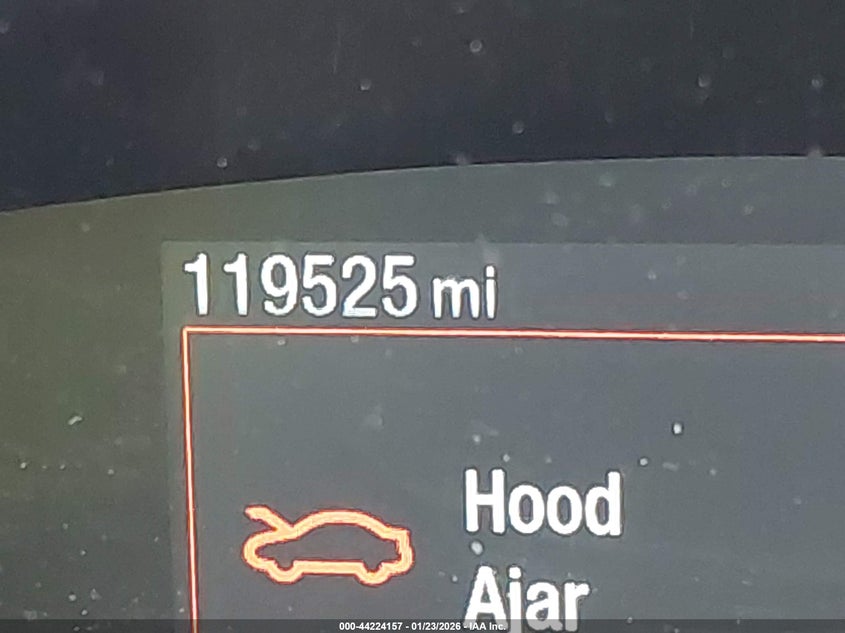 119525 mi
Hood
Ajar
000-44224157 - 01/23/2026 - IAA Inc.